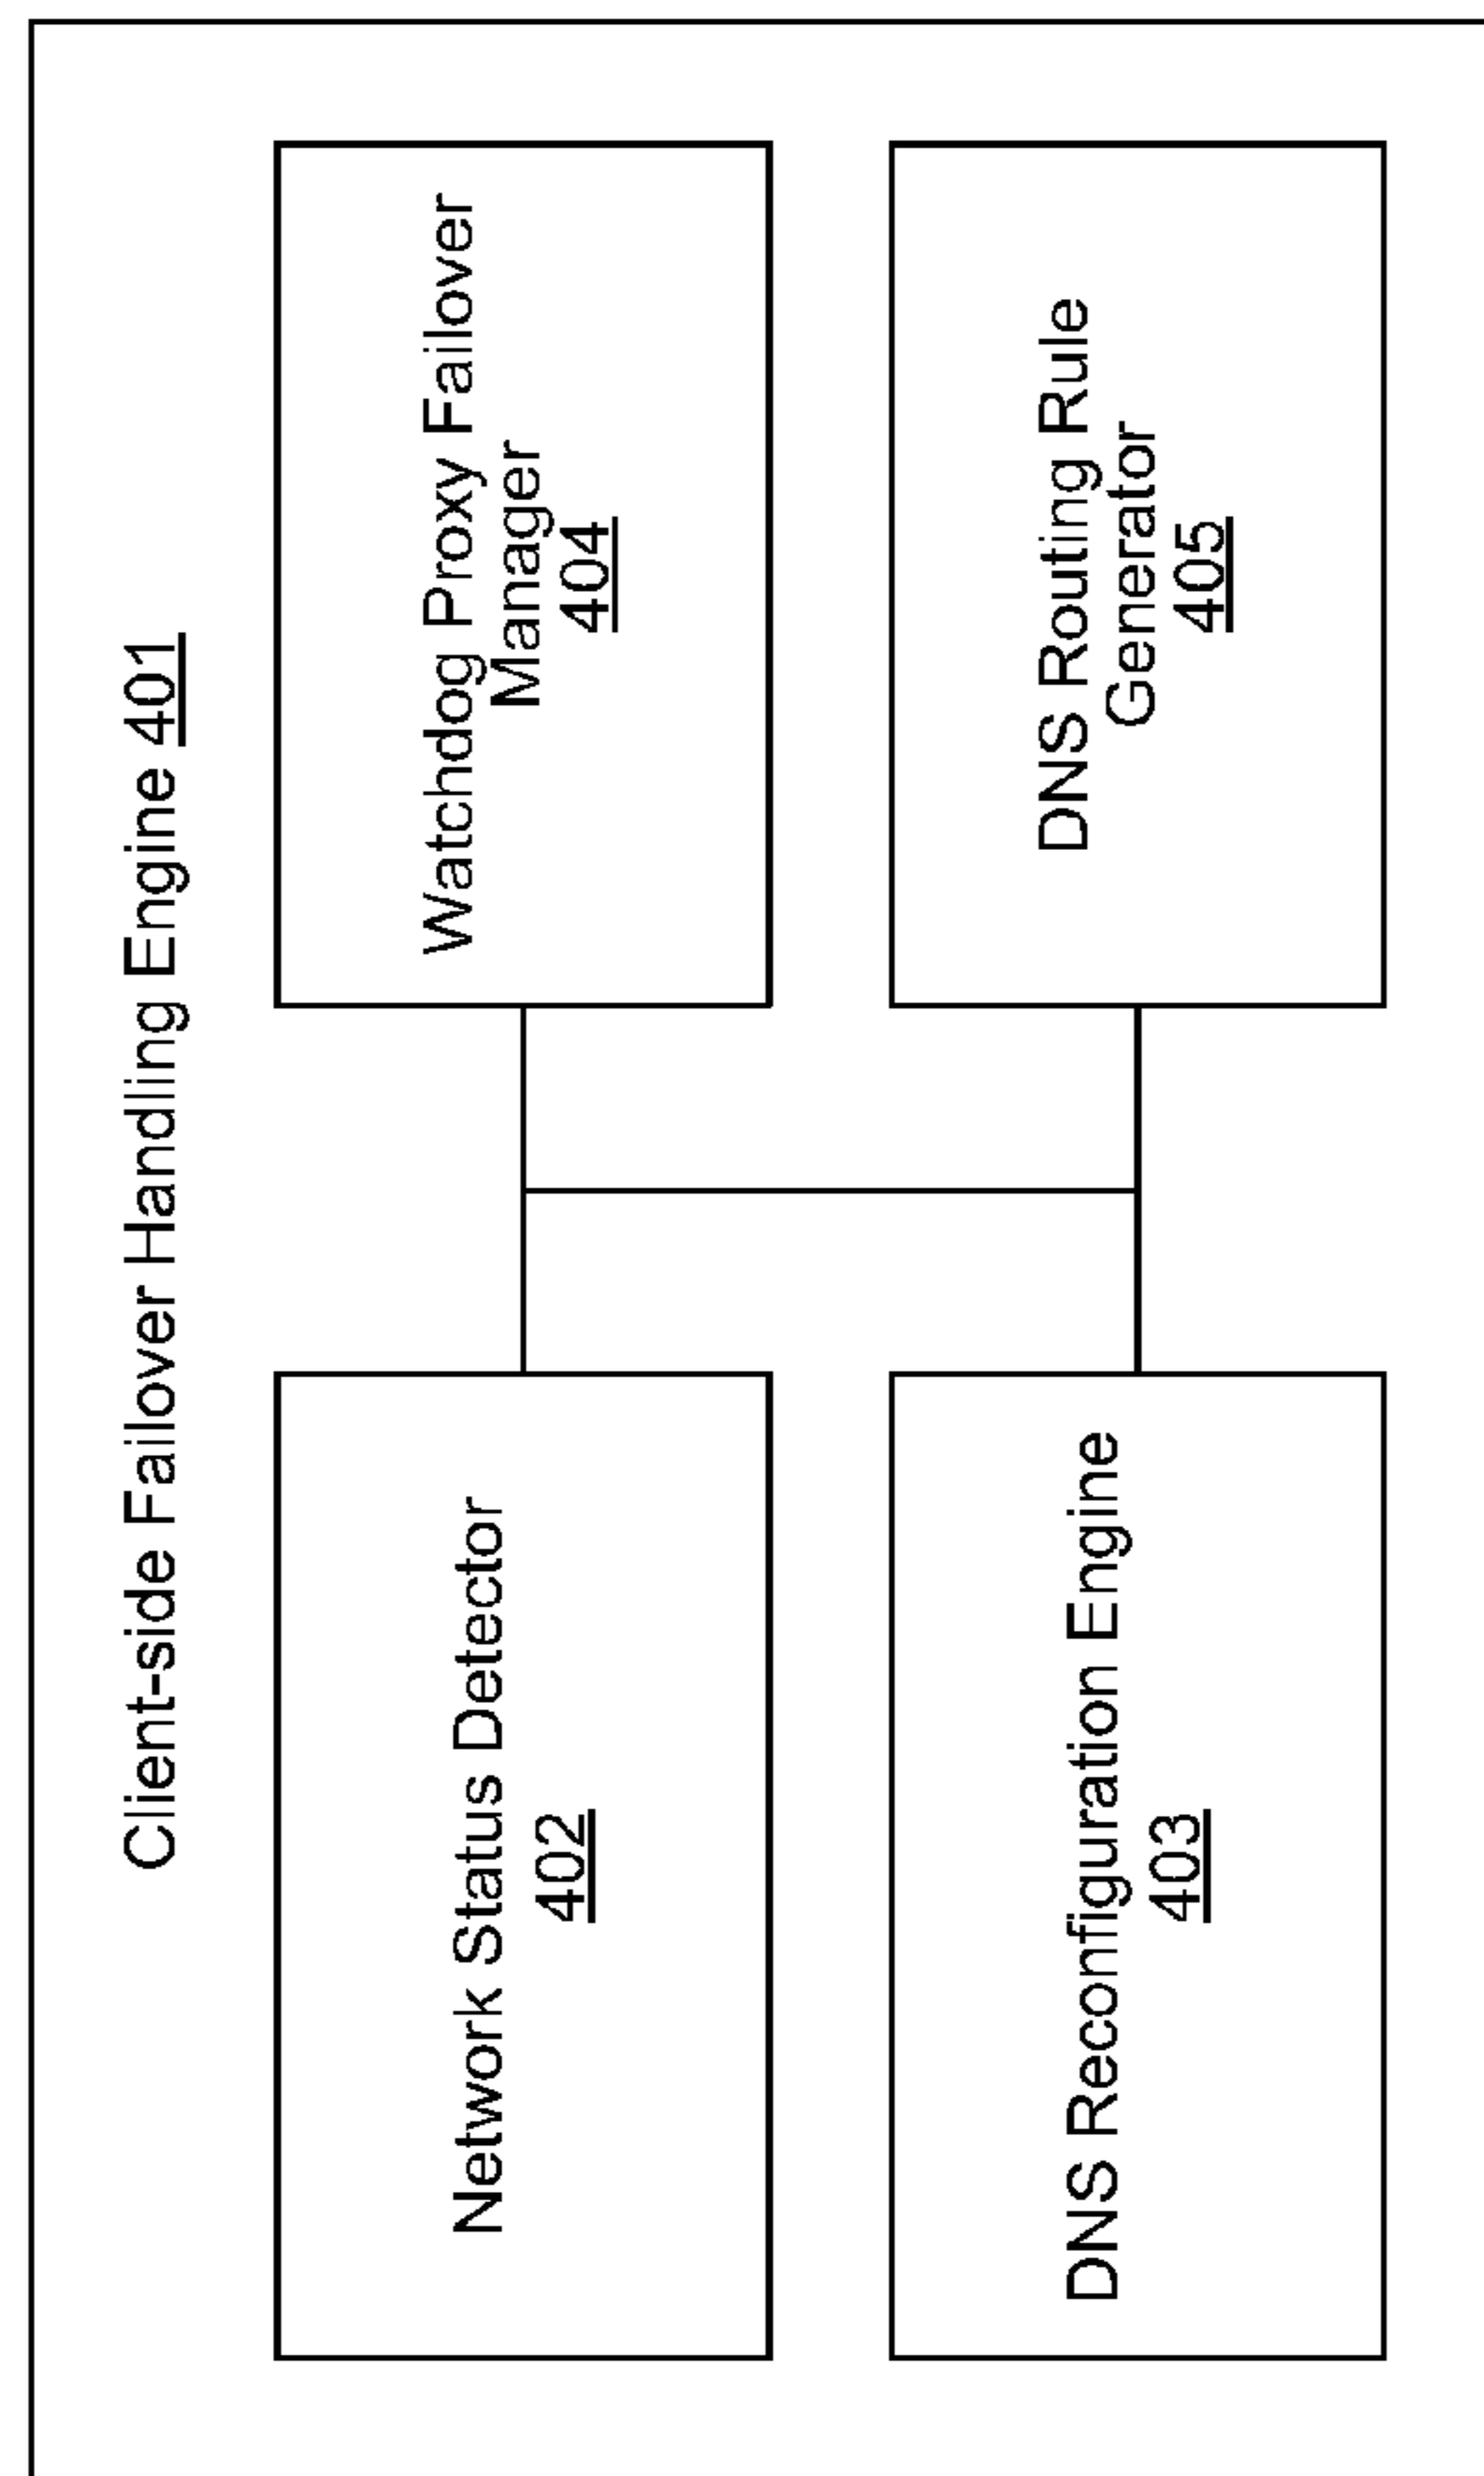 Client-side Failover Handling Engine 401
Network Status Detector
402
Watchdog Proxy Failover
Manager
404
DNS Reconfiguration Engine
403
DNS Routing Rule
Generator
405